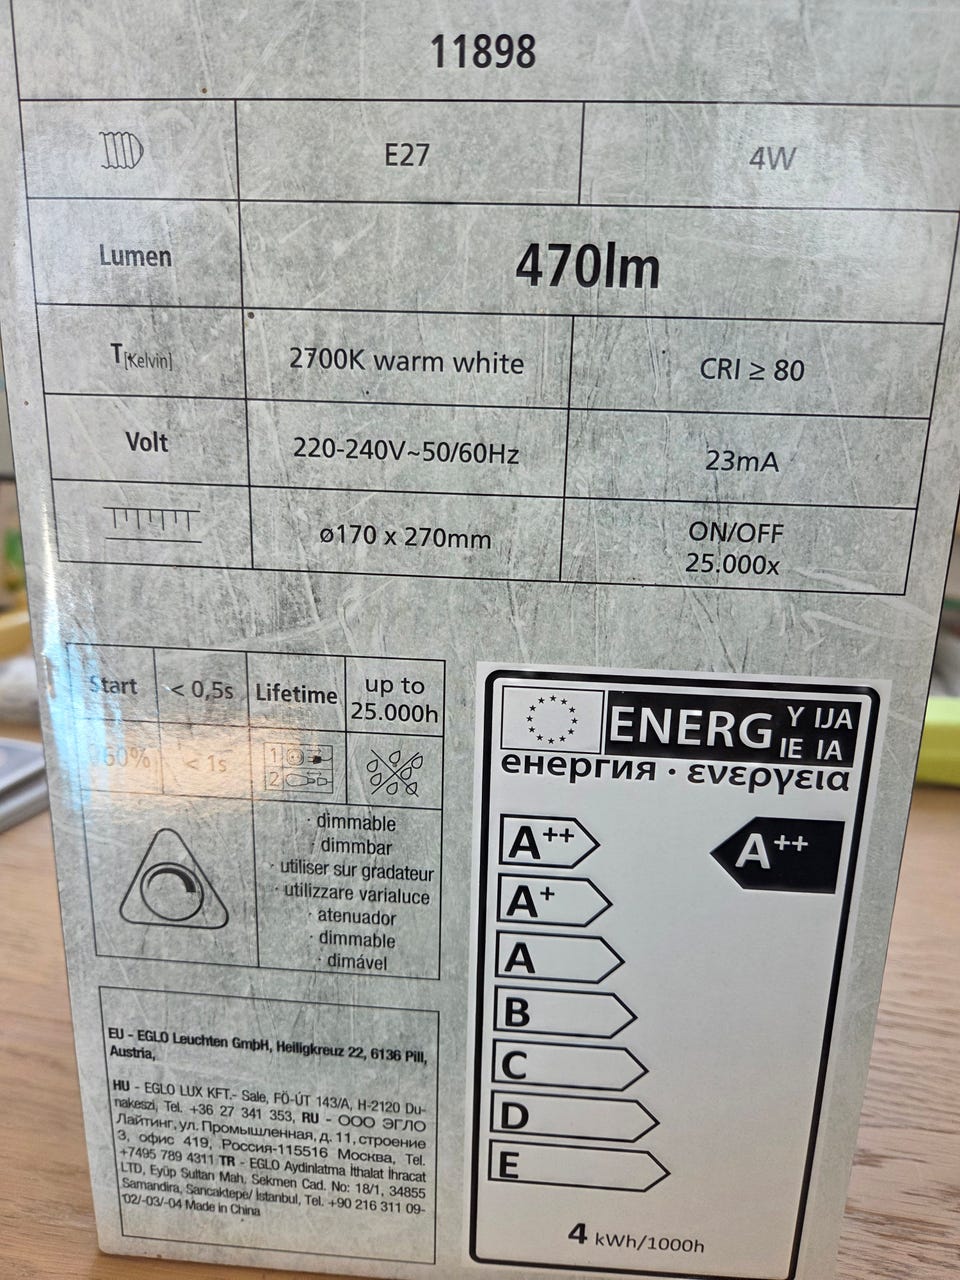 11898
E27 4W
Lumen 470lm
T[Kelvin] 2700K warm white CRI ≥ 80
Volt 220-240V~50/60Hz 23mA
ø170 x 270mm ON/OFF
25.000x
Start < 0,5s Lifetime up to
25.000h
60% < 1s 1
2
· dimmable
· dimmbar
· utiliser sur gradateur
· utilizzare varialuce
· atenuador
· dimmable
· dimável
EU - EGLO Leuchten GmbH, Heiligkreuz 22, 6136 Pill,
Austria,
HU - EGLO LUX KFT.- Sale, FÖ-ÚT 143/A, H-2120 Du-
nakeszi, Tel. +36 27 341 353, RU - ООО ЭГЛО
Лайтинг, ул. Промышленная, д. 11, строение
3, офис 419, Россия-115516 Москва, Tel.
+7495 789 4311 TR - EGLO Aydinlatma İthalat İhracat
LTD, Eyüp Sultan Mah, Sekmen Cad. No: 18/1, 34855
Samandira, Sancaktepe/ İstanbul, Tel. +90 216 311 09-
02/-03/-04 Made in China
ENERG Y IJA
IE IA
енергия · ενεργεια
A++ A++
A+
A
B
C
D
E
4 kWh/1000h